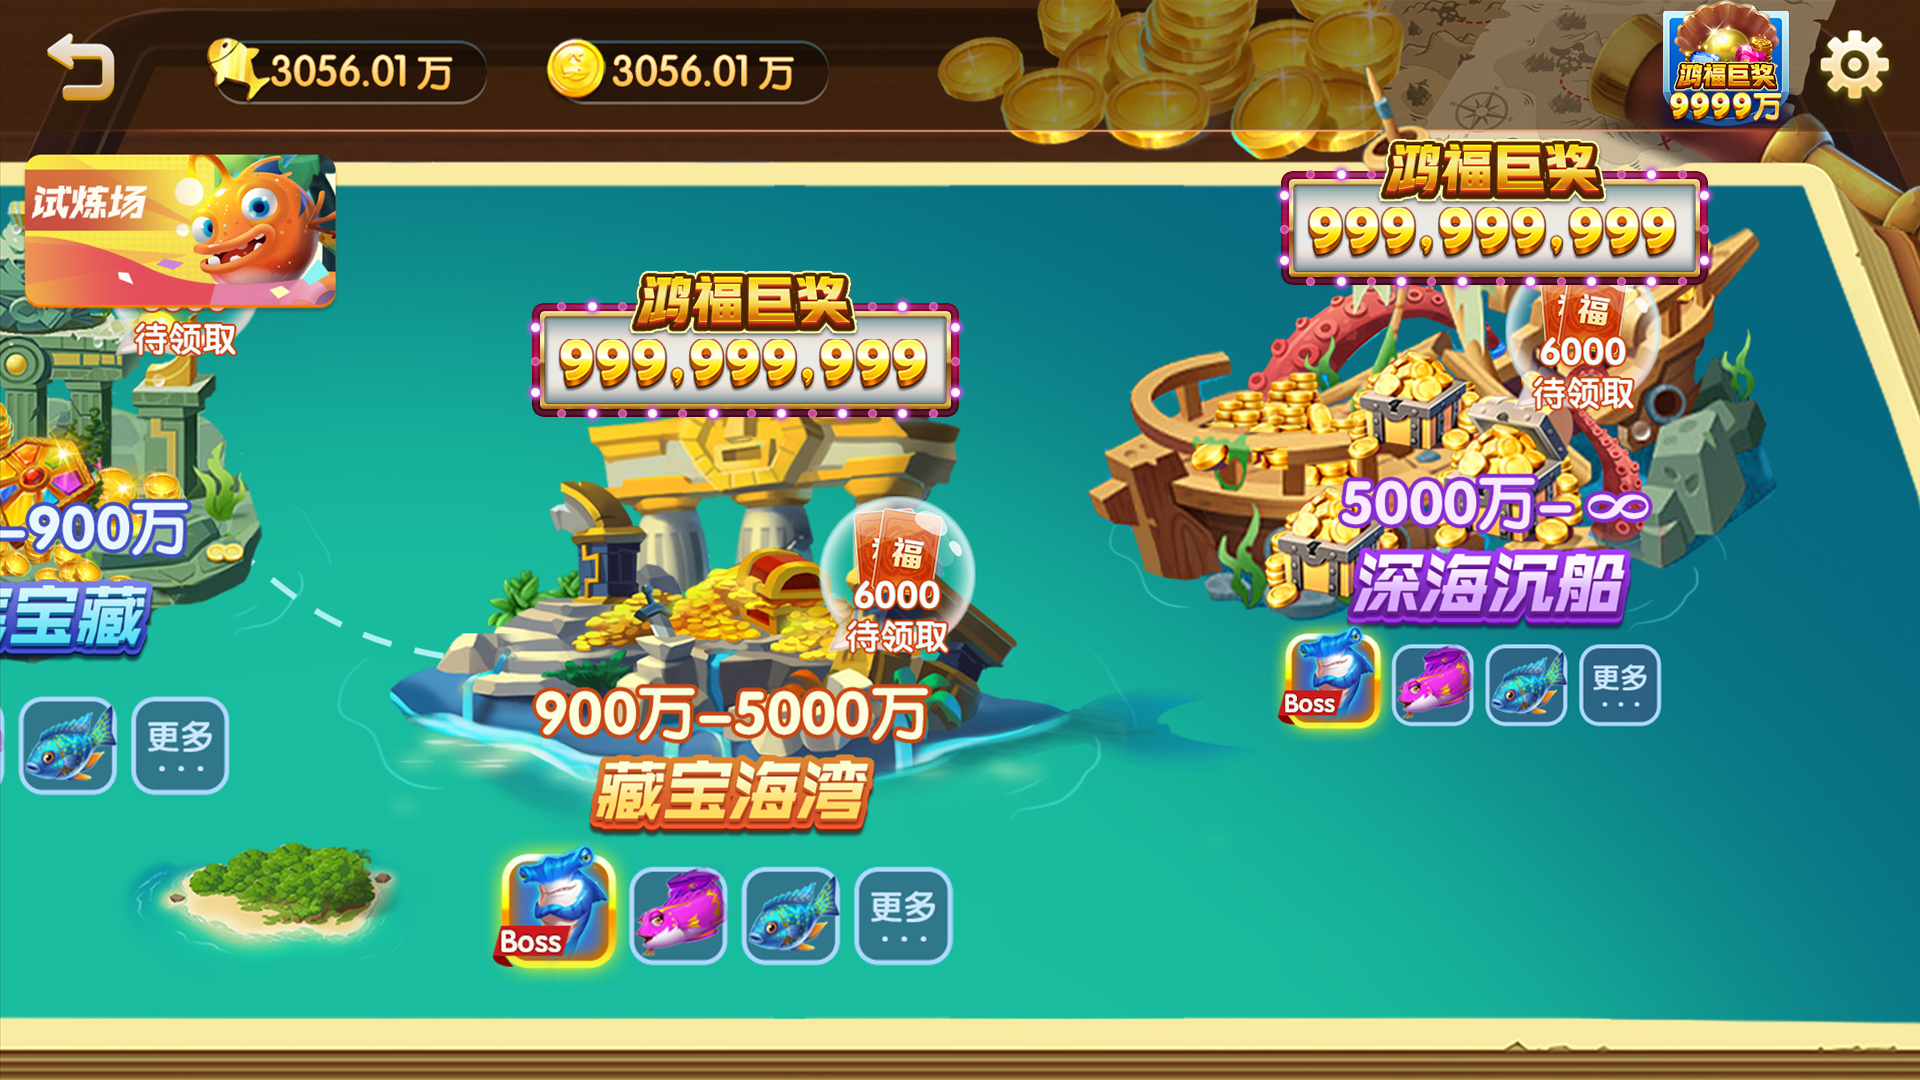 3056.01万
3056.01万
鸿福巨奖
9999万
试炼场
待领取
-900万
宝藏
更多
鸿福巨奖
999,999,999
福
6000
待领取
900万-5000万
藏宝海湾
Boss
更多
鸿福巨奖
999,999,999
福
6000
待领取
5000万-∞
深海沉船
Boss
更多